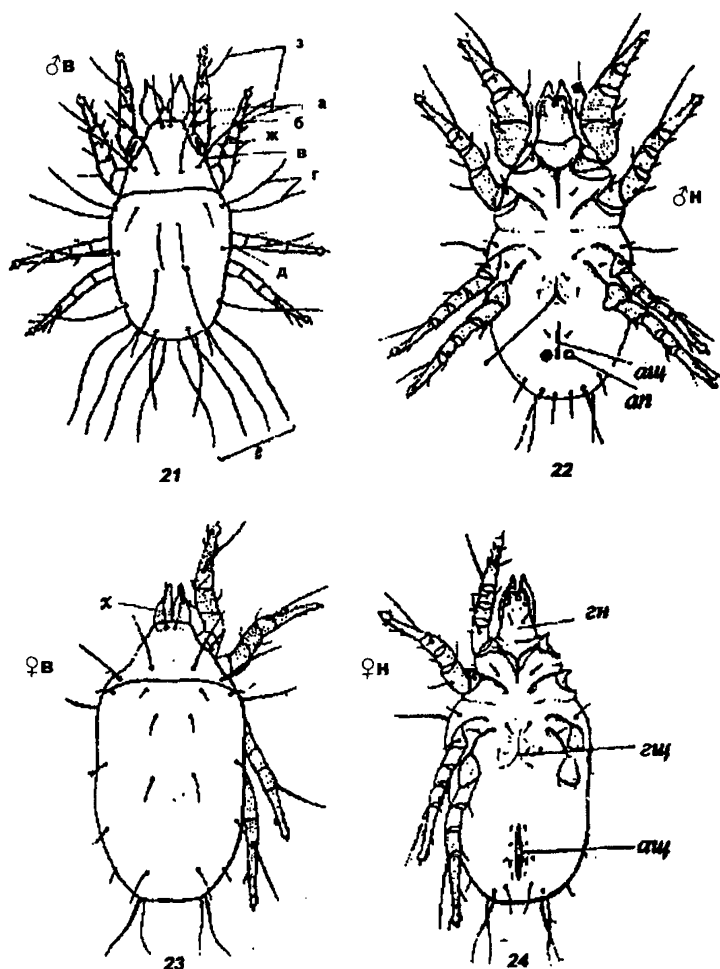 ♂в
з
а
б
ж
в
г
д
е
21
♂н
ащ
ап
22
♀в
х
23
♀н
гн
гщ
ащ
24